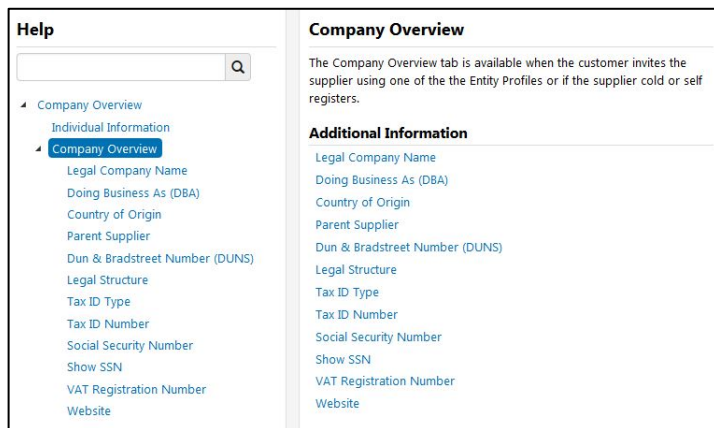 Help
Company Overview
Individual Information
Company Overview
Legal Company Name
Doing Business As (DBA)
Country of Origin
Parent Supplier
Dun & Bradstreet Number (DUNS)
Legal Structure
Tax ID Type
Tax ID Number
Social Security Number
Show SSN
VAT Registration Number
Website
Company Overview
The Company Overview tab is available when the customer invites the
supplier using one of the the Entity Profiles or if the supplier cold or self
registers.
Additional Information
Legal Company Name
Doing Business As (DBA)
Country of Origin
Parent Supplier
Dun & Bradstreet Number (DUNS)
Legal Structure
Tax ID Type
Tax ID Number
Social Security Number
Show SSN
VAT Registration Number
Website